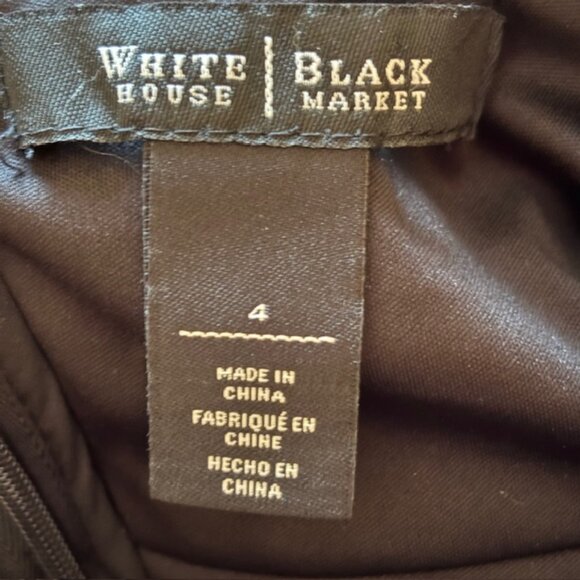 WHITE | BLACK
HOUSE | MARKET
4
MADE IN
CHINA
FABRIQUÉ EN
CHINE
HECHO EN
CHINA